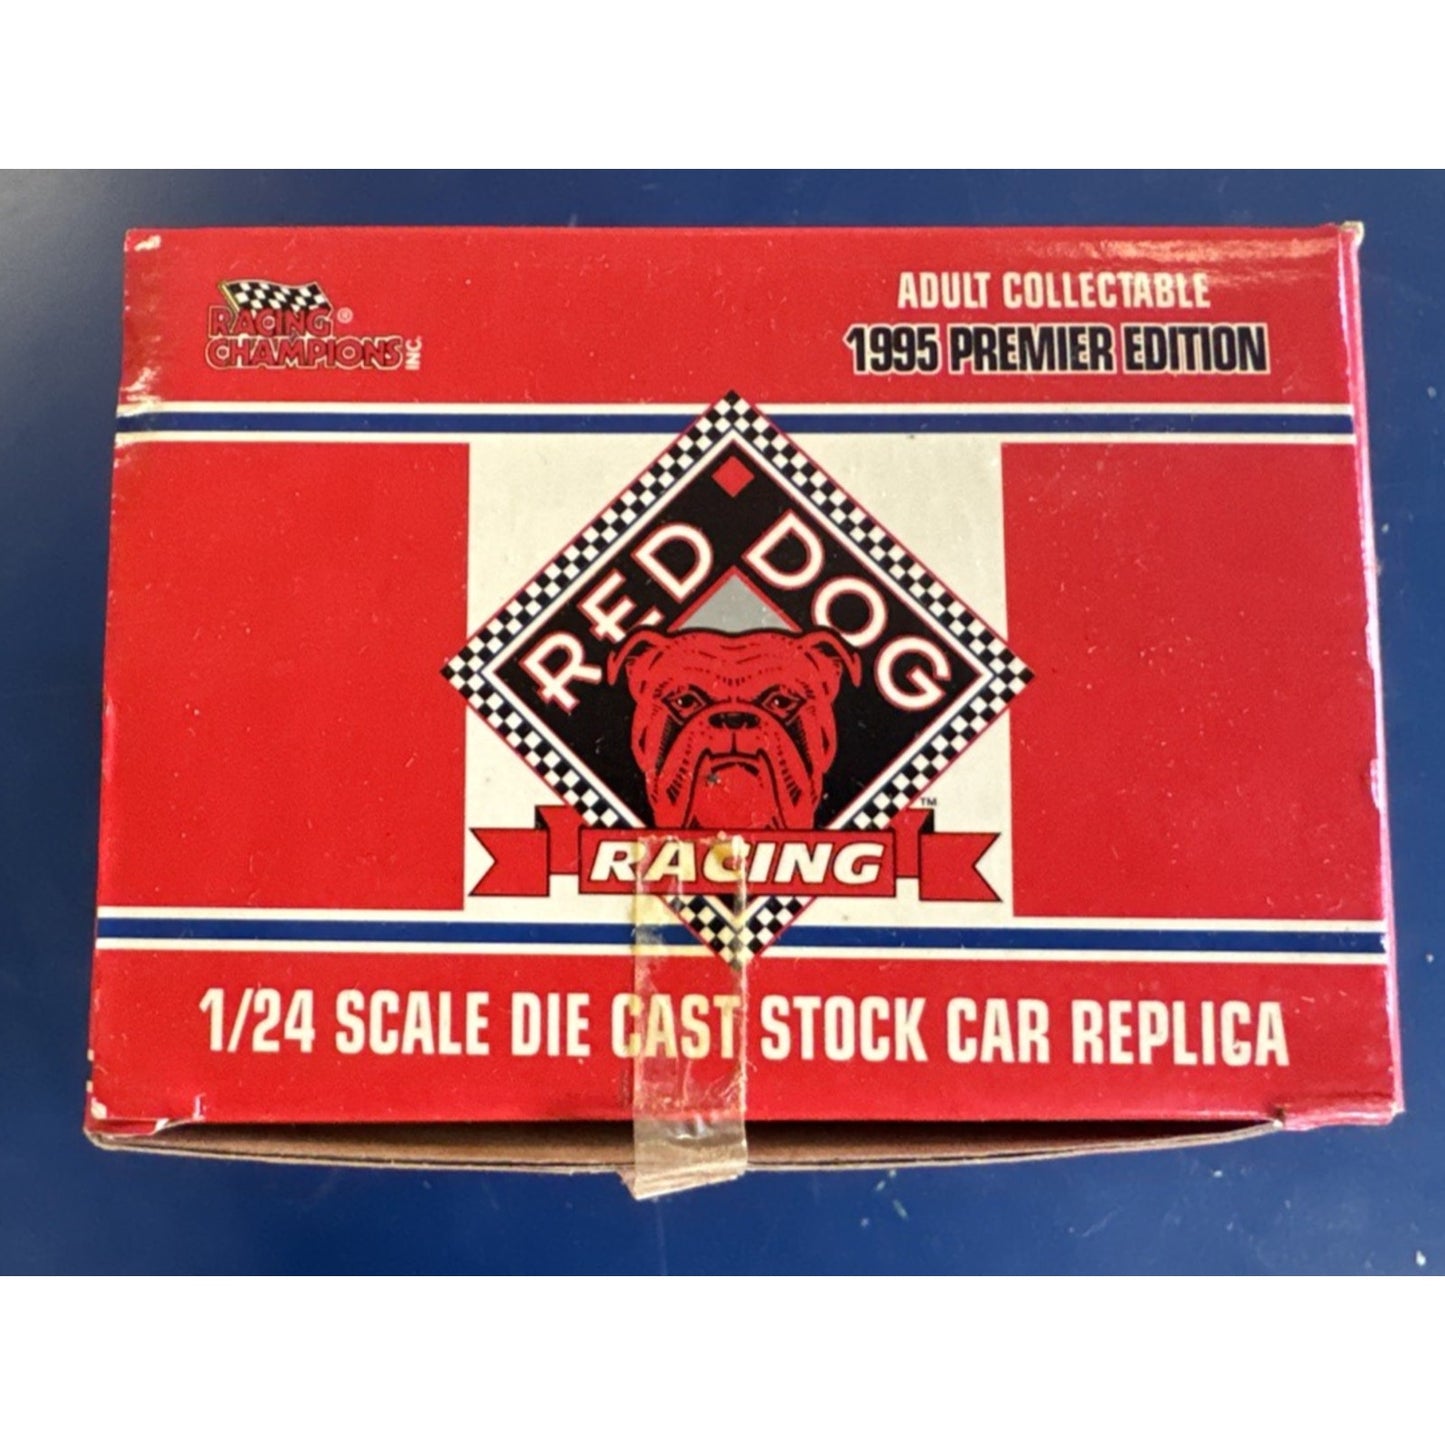 RACING ®
CHAMPIONS INC.
ADULT COLLECTABLE
1995 PREMIER EDITION
RED DOG
TM
RACING
1/24 SCALE DIE CAST STOCK CAR REPLICA